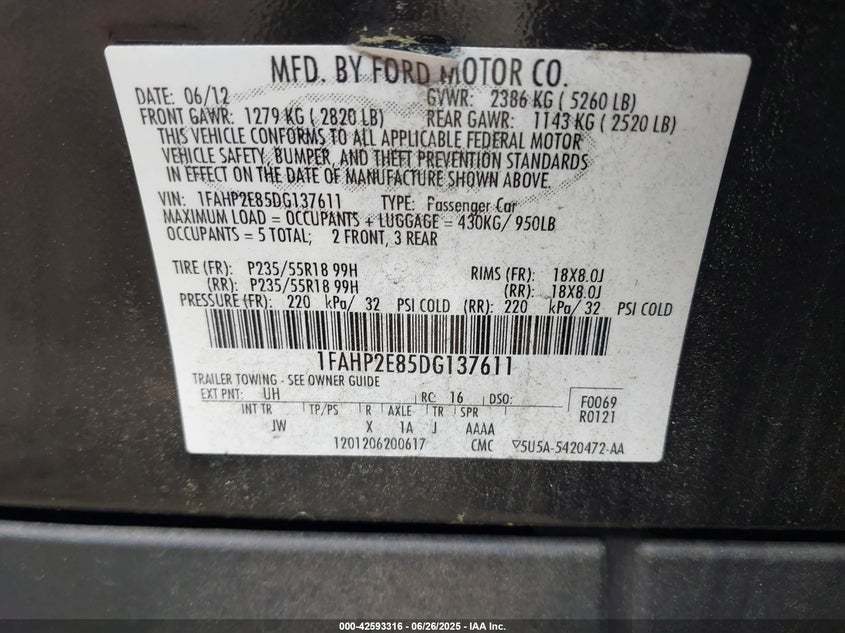 MFD. BY FORD MOTOR CO.
DATE: 06/12 GVWR: 2386 KG ( 5260 LB)
FRONT GAWR: 1279 KG ( 2820 LB) REAR GAWR: 1143 KG ( 2520 LB)
THIS VEHICLE CONFORMS TO ALL APPLICABLE FEDERAL MOTOR
VEHICLE SAFETY, BUMPER, AND THEFT PREVENTION STANDARDS
IN EFFECT ON THE DATE OF MANUFACTURE SHOWN ABOVE.
VIN: 1FAHP2E85DG137611 TYPE: Passenger Car
MAXIMUM LOAD = OCCUPANTS + LUGGAGE = 430KG/ 950LB
OCCUPANTS = 5 TOTAL; 2 FRONT, 3 REAR
TIRE (FR): P235/55R18 99H RIMS (FR): 18X8.0J
(RR): P235/55R18 99H (RR): 18X8.0J
PRESSURE (FR): 220 kPa/ 32 PSI COLD (RR): 220 kPa/ 32 PSI COLD
1FAHP2E85DG137611
TRAILER TOWING - SEE OWNER GUIDE
EXT PNT: UH RC: 16 DSO: F0069
INT TR TP/PS R AXLE TR SPR R0121
JW X 1A J AAAA
1201206200617 CMC 5U5A-5420472-AA
000-42593316 - 06/26/2025 - IAA Inc.